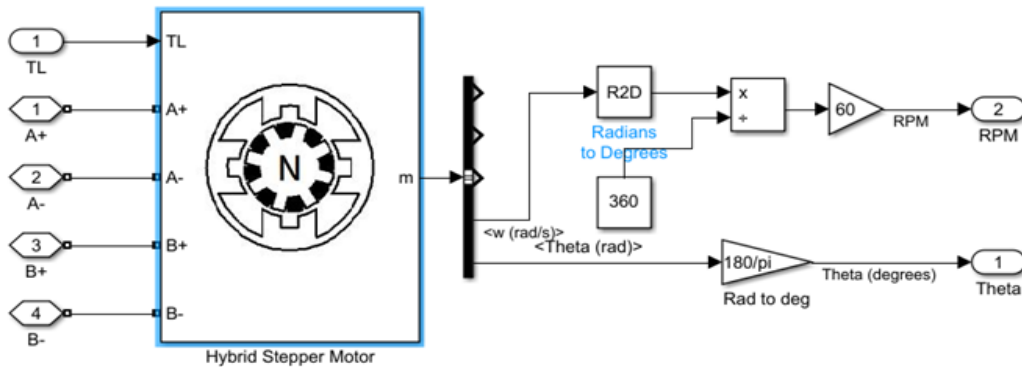 1
TL
1
A+
2
A-
3
B+
4
B-
TL
A+
A-
B+
B-
N
m
Hybrid Stepper Motor
<w (rad/s)>
<Theta (rad)>
R2D
Radians
to Degrees
360
x
÷
60
RPM
2
RPM
180/pi
Rad to deg
Theta (degrees)
1
Theta